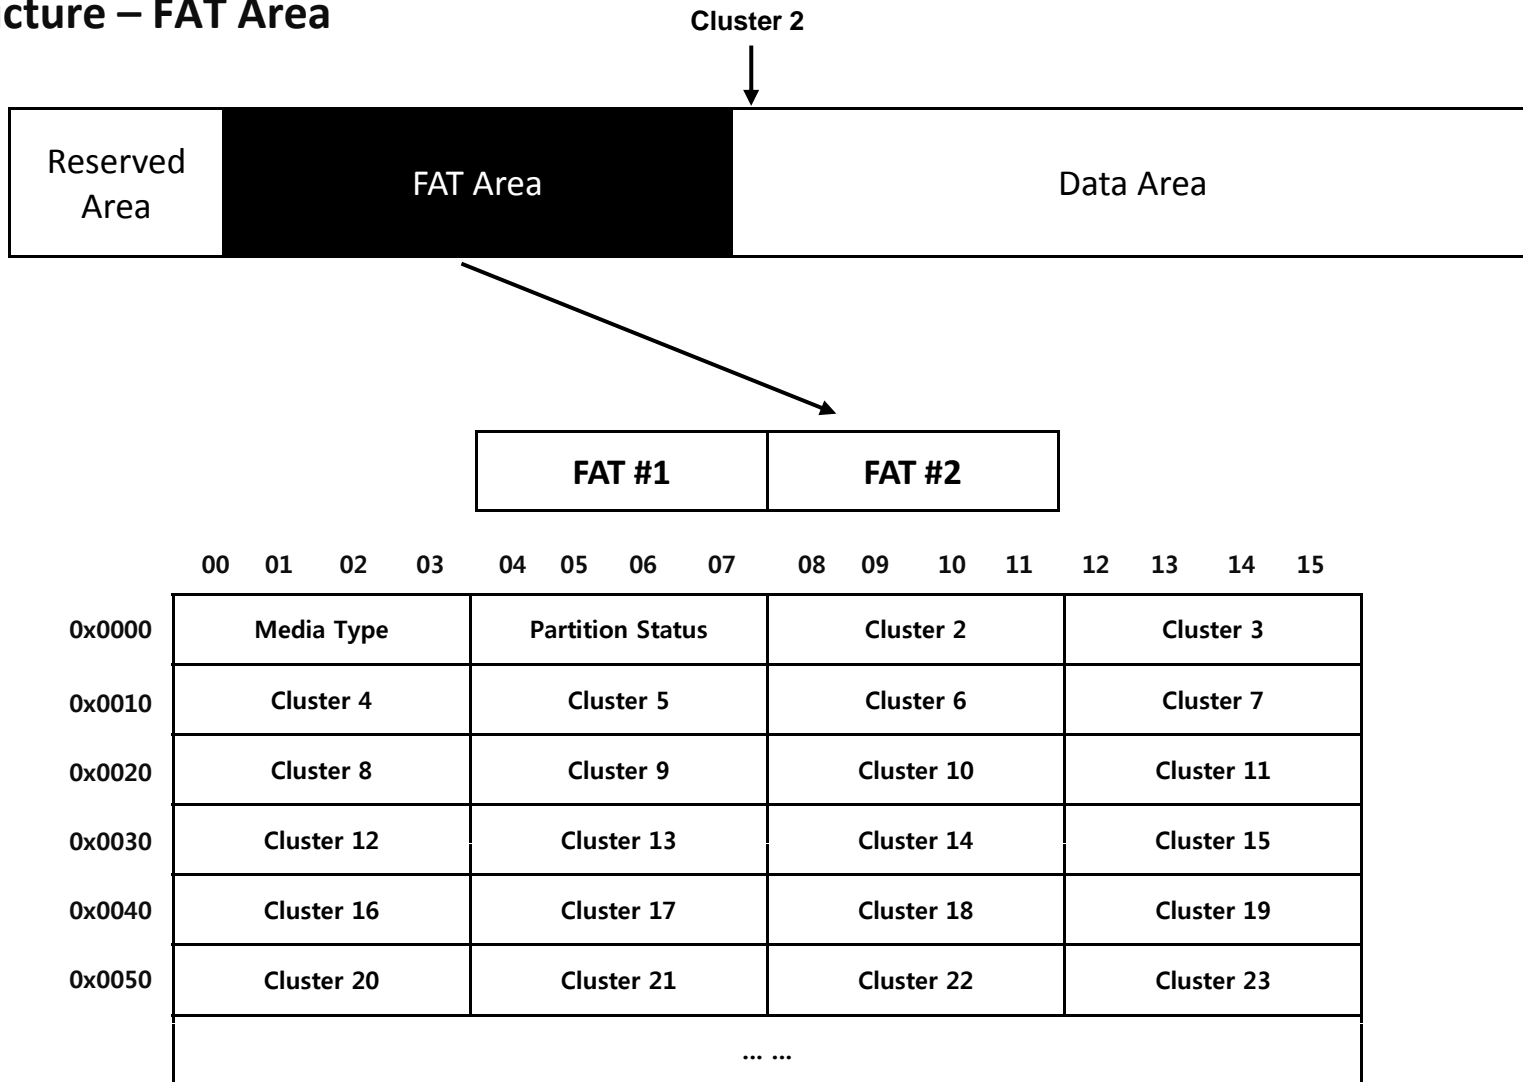 cture – FAT Area
Cluster 2
Reserved
Area
FAT Area
Data Area
FAT #1 FAT #2
00 01 02 03 04 05 06 07 08 09 10 11 12 13 14 15
0x0000 Media Type Partition Status Cluster 2 Cluster 3
0x0010 Cluster 4 Cluster 5 Cluster 6 Cluster 7
0x0020 Cluster 8 Cluster 9 Cluster 10 Cluster 11
0x0030 Cluster 12 Cluster 13 Cluster 14 Cluster 15
0x0040 Cluster 16 Cluster 17 Cluster 18 Cluster 19
0x0050 Cluster 20 Cluster 21 Cluster 22 Cluster 23
... ...